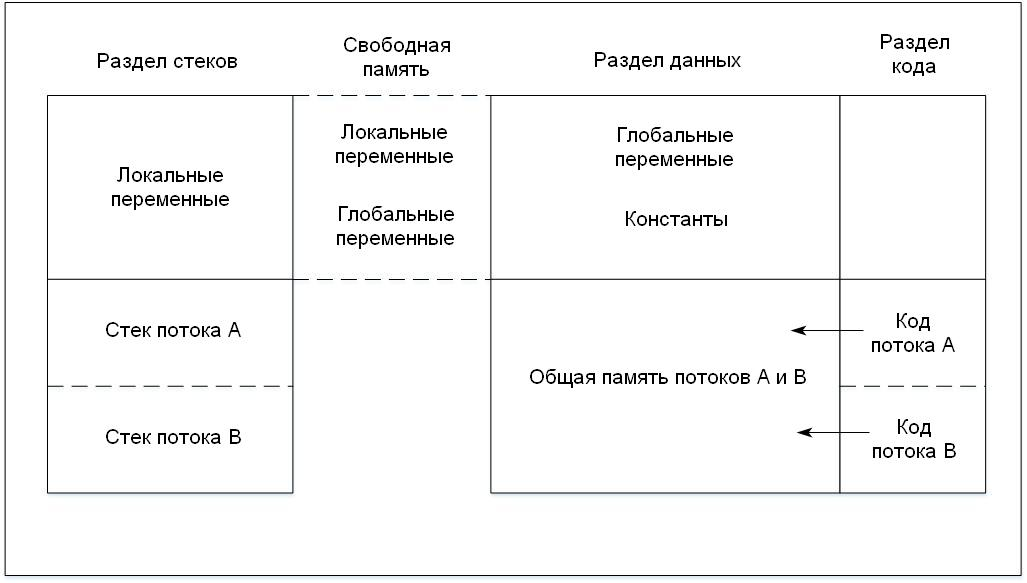 Раздел стеков
Свободная
память
Раздел данных
Раздел
кода
Локальные
переменные
Локальные
переменные
Глобальные
переменные
Глобальные
переменные
Константы
Стек потока A
Стек потока B
Общая память потоков A и B
Код
потока A
Код
потока B